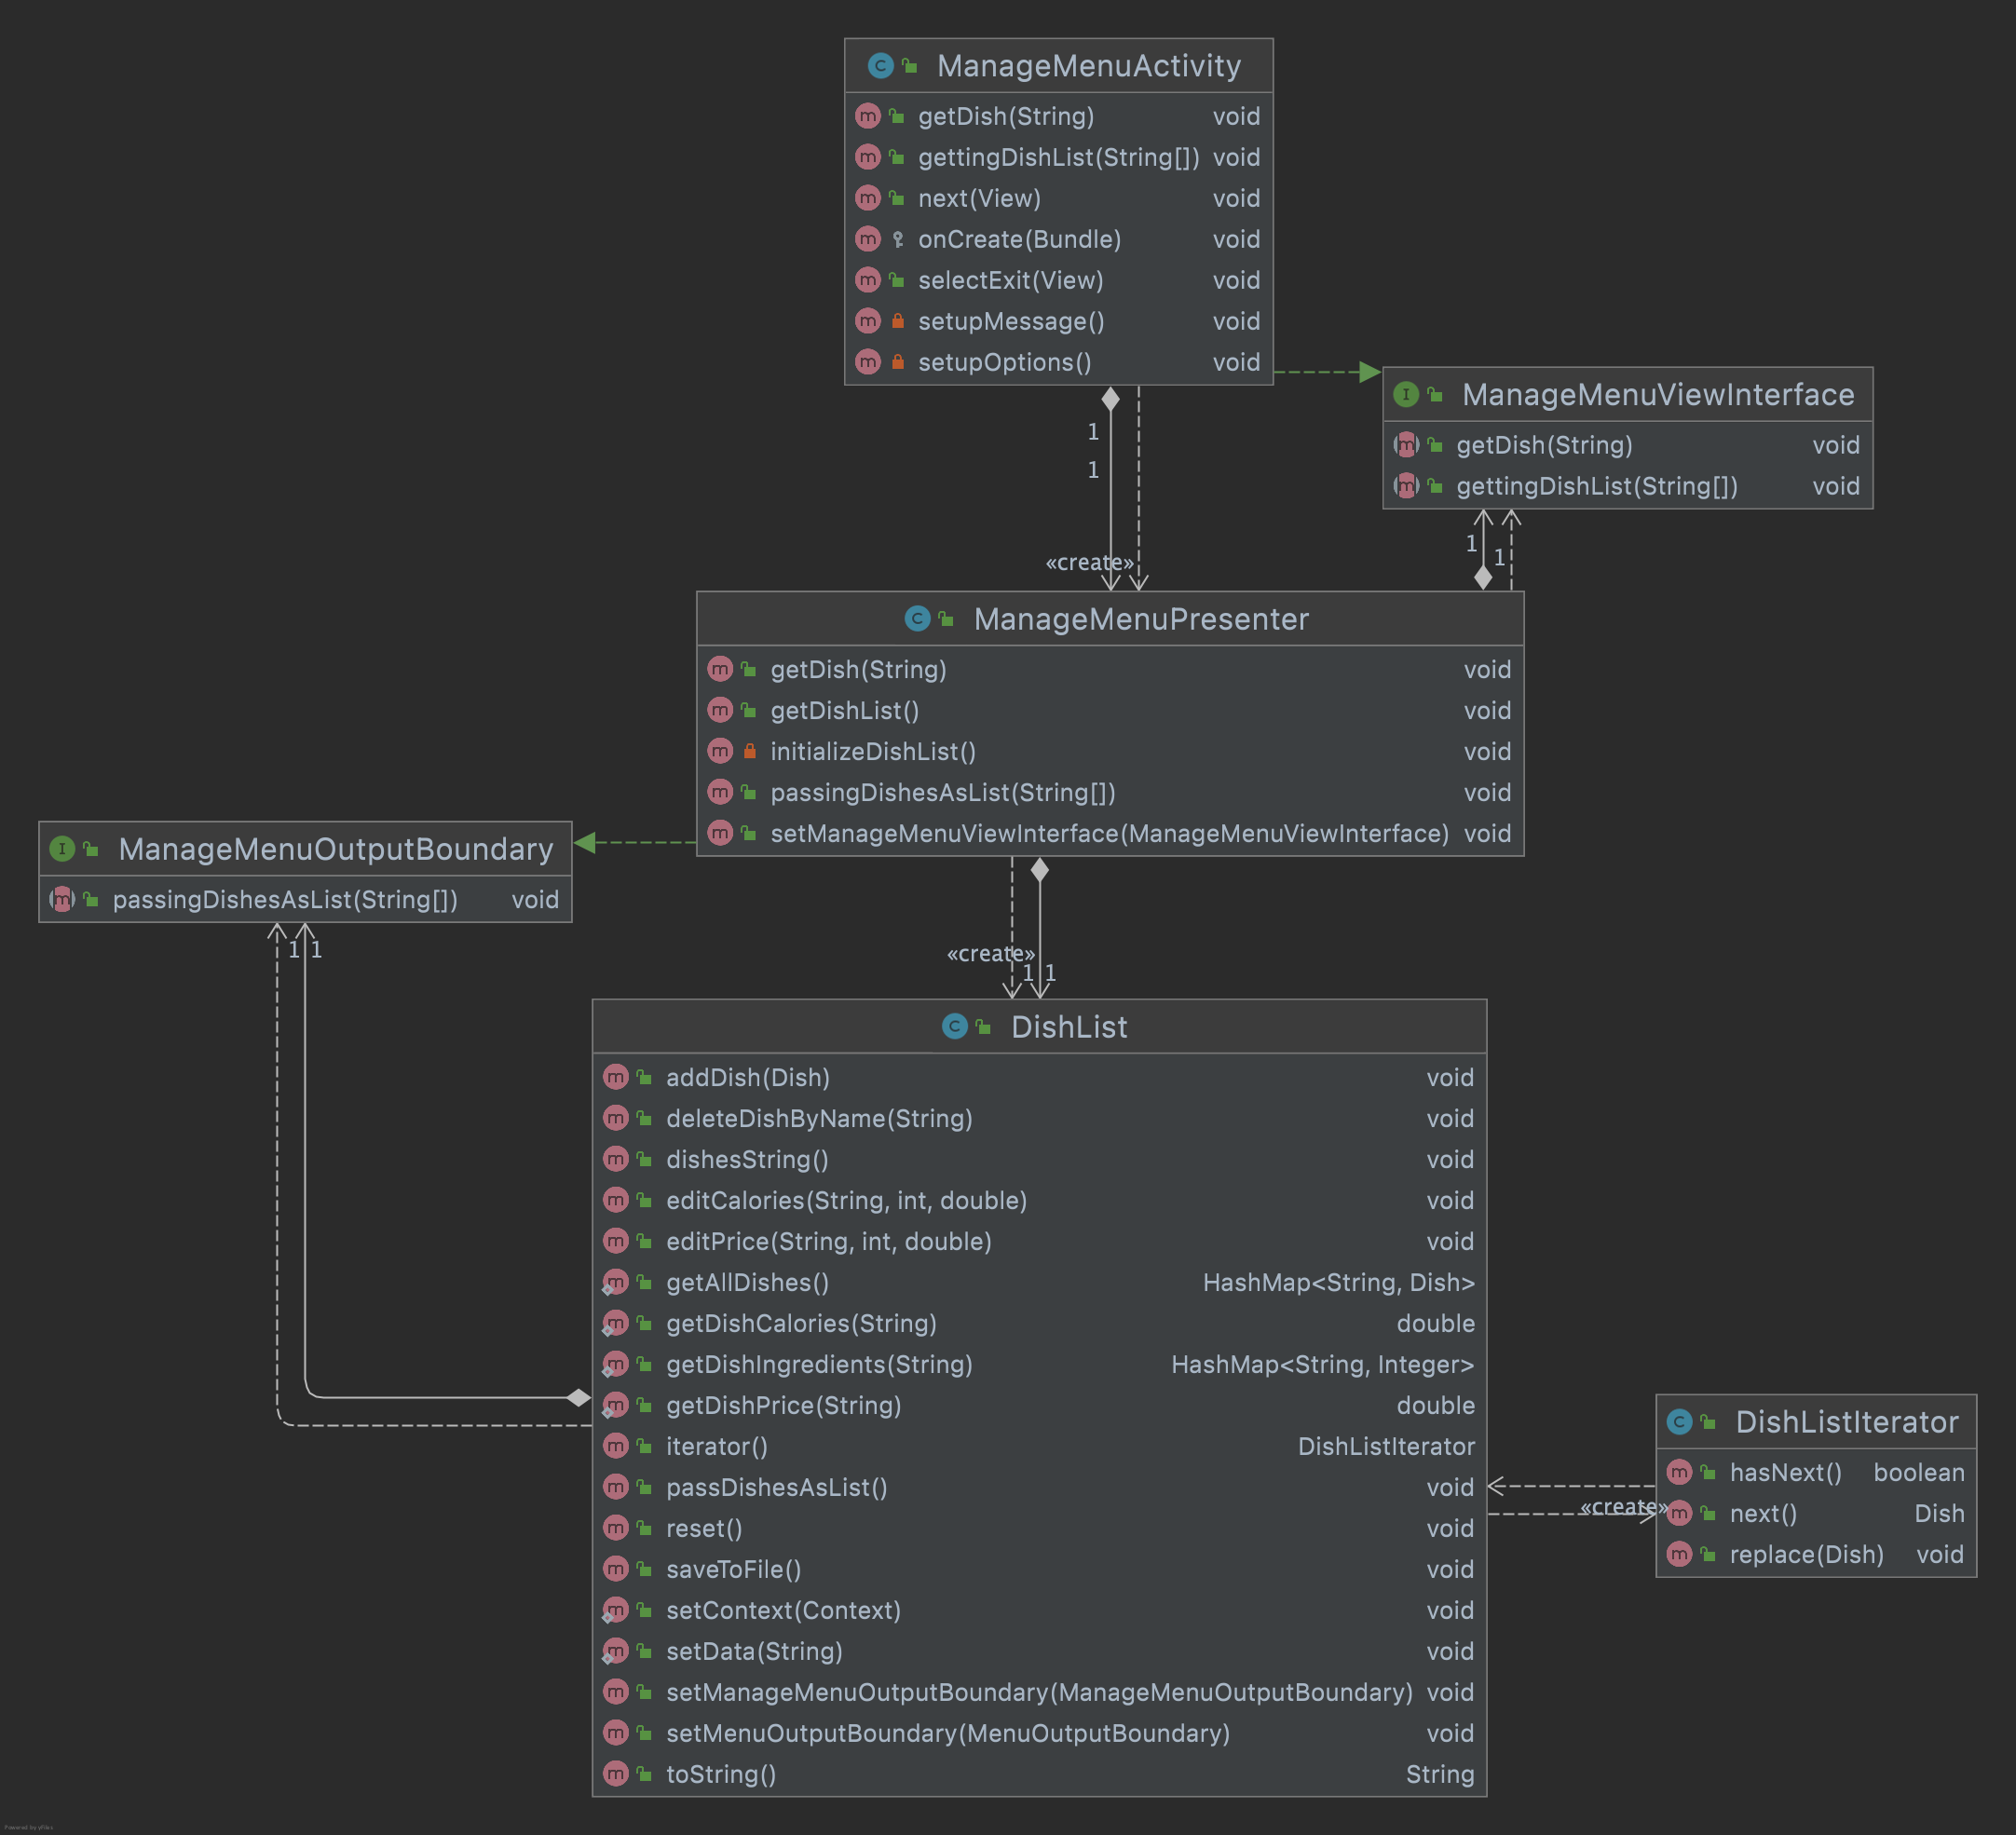 ManageMenuActivity
getDish(String) void
gettingDishList(String[]) void
next(View) void
onCreate(Bundle) void
selectExit(View) void
setupMessage() void
setupOptions() void
ManageMenuViewInterface
getDish(String) void
gettingDishList(String[]) void
1
1
«create»
1
1
ManageMenuPresenter
getDish(String) void
getDishList() void
initializeDishList() void
passingDishesAsList(String[]) void
setManageMenuViewInterface(ManageMenuViewInterface) void
ManageMenuOutputBoundary
passingDishesAsList(String[]) void
1 1
«create»
1 1
DishList
addDish(Dish) void
deleteDishByName(String) void
dishesString() void
editCalories(String, int, double) void
editPrice(String, int, double) void
getAllDishes() HashMap<String, Dish>
getDishCalories(String) double
getDishIngredients(String) HashMap<String, Integer>
getDishPrice(String) double
iterator() DishListIterator
passDishesAsList() void
reset() void
saveToFile() void
setContext(Context) void
setData(String) void
setManageMenuOutputBoundary(ManageMenuOutputBoundary) void
setMenuOutputBoundary(MenuOutputBoundary) void
toString() String
DishListIterator
hasNext() boolean
next() Dish
replace(Dish) void
«create»
Powered by yFiles